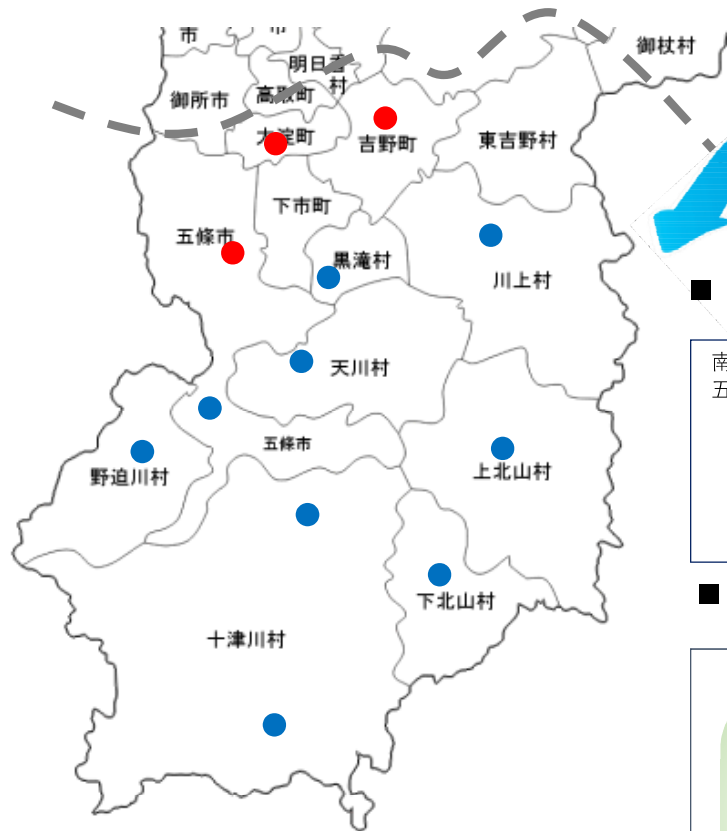 市
市
御杖村
明日香
村
御所市
高取町
大淀町
吉野町
東吉野村
下市町
五條市
黒滝村
川上村
天川村
南
五
五條市
野迫川村
上北山村
下北山村
十津川村